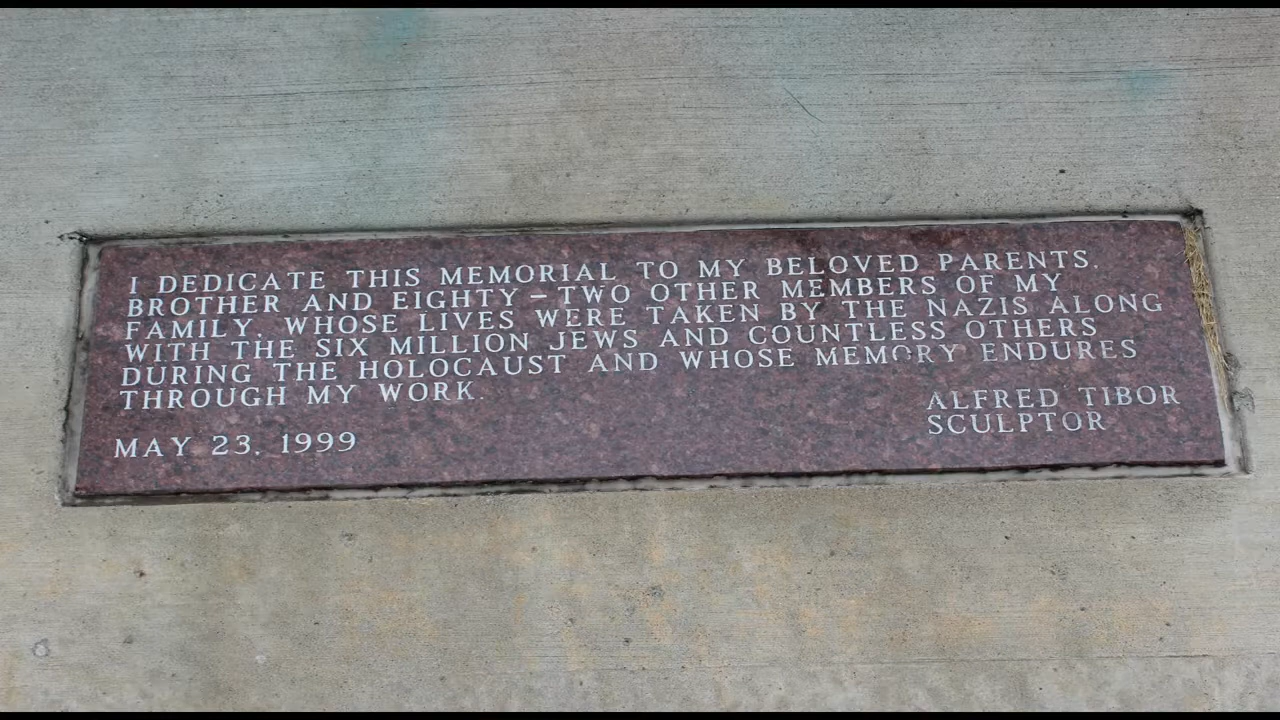 I DEDICATE THIS MEMORIAL TO MY BELOVED PARENTS,
BROTHER AND EIGHTY-TWO OTHER MEMBERS OF MY
FAMILY, WHOSE LIVES WERE TAKEN BY THE NAZIS ALONG
WITH THE SIX MILLION JEWS AND COUNTLESS OTHERS
DURING THE HOLOCAUST AND WHOSE MEMORY ENDURES
THROUGH MY WORK.
ALFRED TIBOR
SCULPTOR
MAY 23, 1999